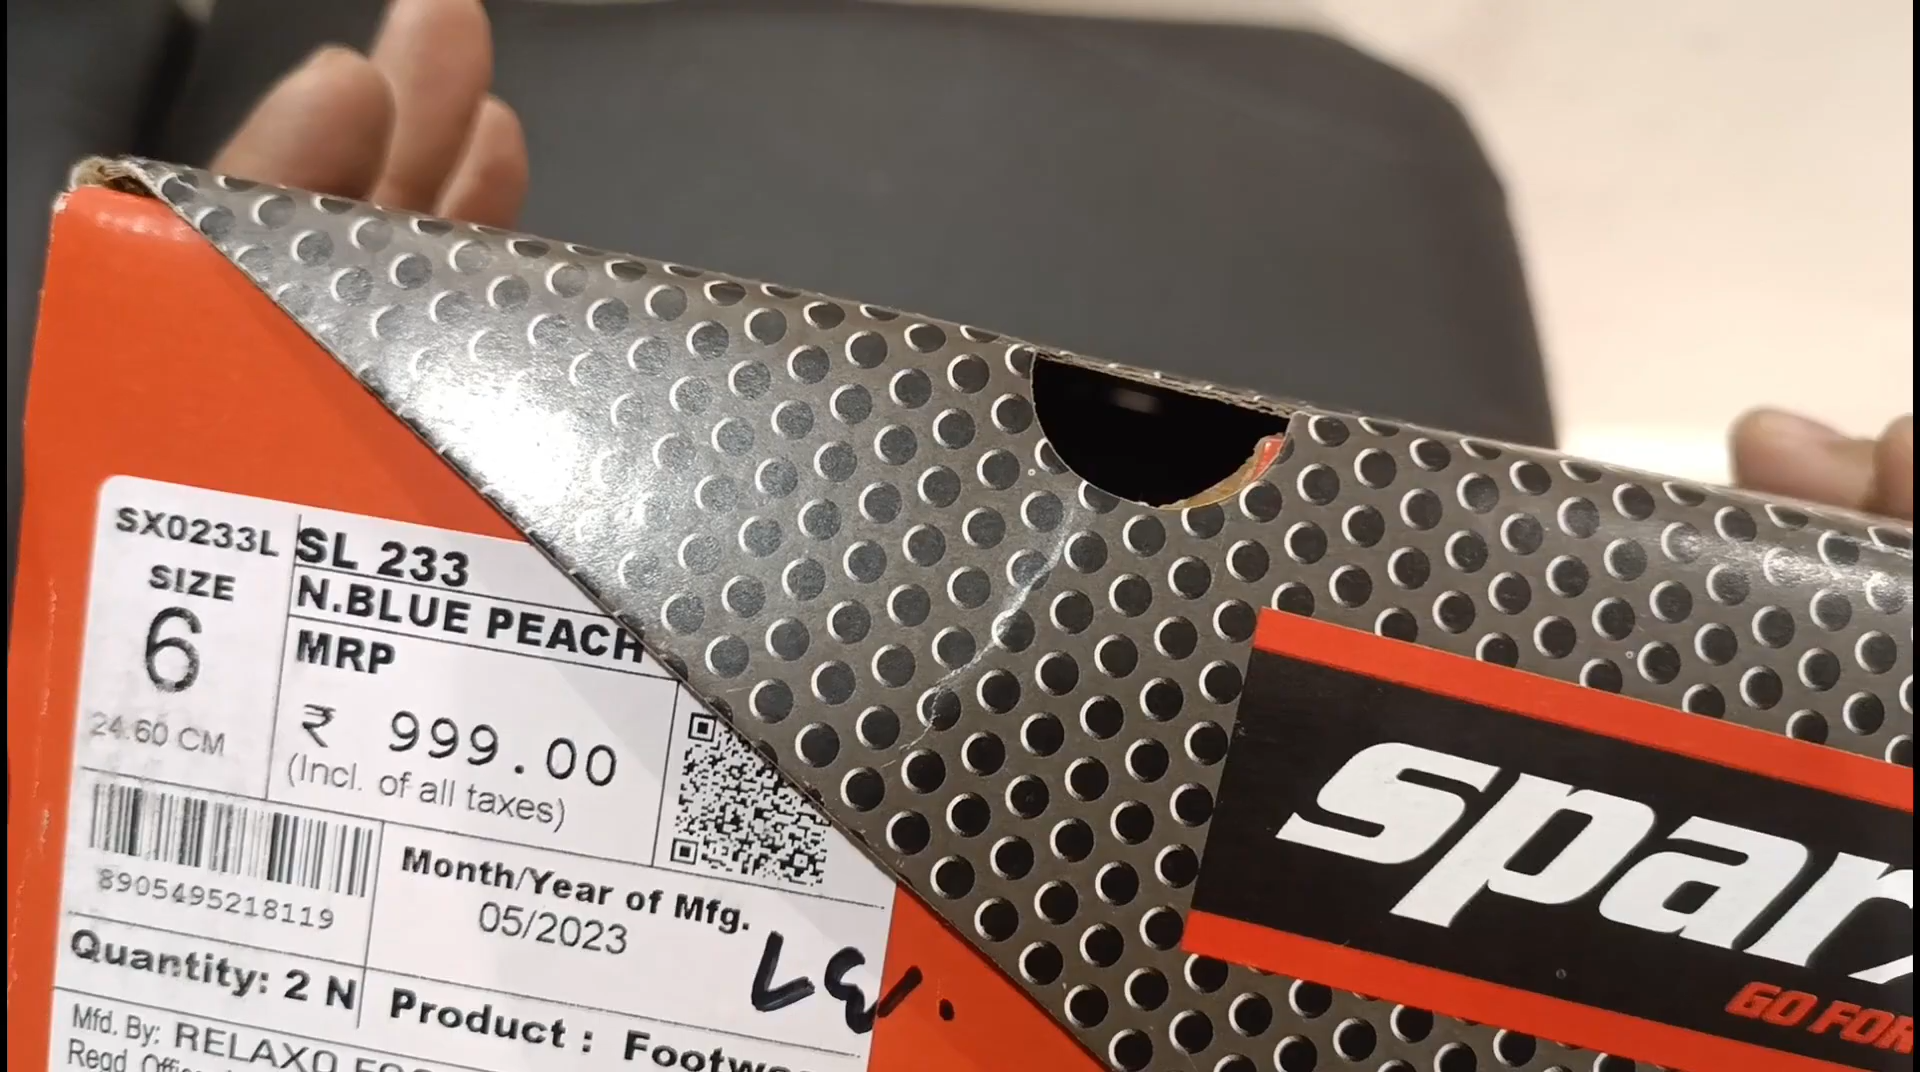 SX0233L
SIZE
6
24.60 CM
SL 233
N.BLUE PEACH
MRP
₹ 999.00
(Incl. of all taxes)
8905495218119
Month/Year of Mfg.
05/2023
Quantity: 2 N
Product :
Mfd. By: RELAXO
Regd.
spar
GO FOR